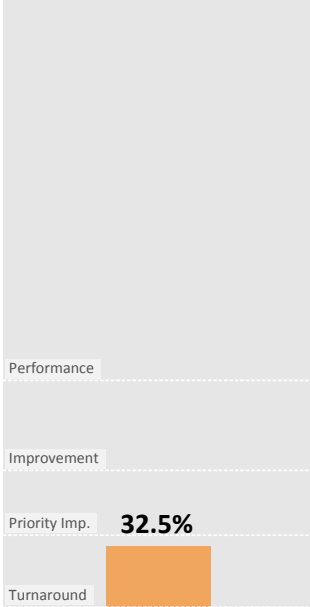 Performance
Improvement
Priority Imp. 32.5%
Turnaround